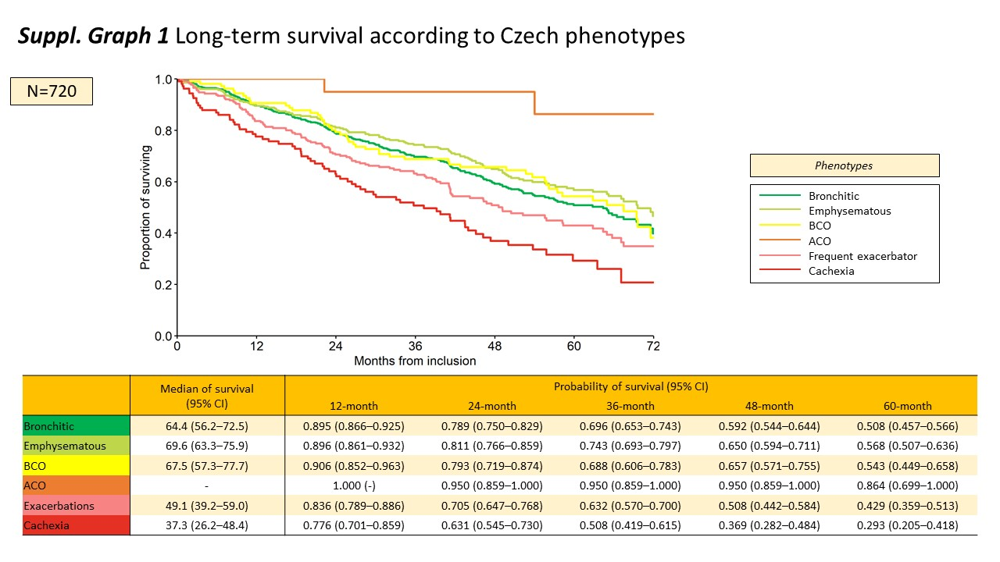 Suppl. Graph 1 Long-term survival according to Czech phenotypes
N=720
Proportion of surviving
1.0
0.8
0.6
0.4
0.2
0.0
0 12 24 36 48 60 72
Months from inclusion
Phenotypes
Bronchitic
Emphysematous
BCO
ACO
Frequent exacerbator
Cachexia
Median of survival (95% CI) Probability of survival (95% CI)
12-month 24-month 36-month 48-month 60-month
Bronchitic 64.4 (56.2–72.5) 0.895 (0.866–0.925) 0.789 (0.750–0.829) 0.696 (0.653–0.743) 0.592 (0.544–0.644) 0.508 (0.457–0.566)
Emphysematous 69.6 (63.3–75.9) 0.896 (0.861–0.932) 0.811 (0.766–0.859) 0.743 (0.693–0.797) 0.650 (0.594–0.711) 0.568 (0.507–0.636)
BCO 67.5 (57.3–77.7) 0.906 (0.852–0.963) 0.793 (0.719–0.874) 0.688 (0.606–0.783) 0.657 (0.571–0.755) 0.543 (0.449–0.658)
ACO - 1.000 (-) 0.950 (0.859–1.000) 0.950 (0.859–1.000) 0.950 (0.859–1.000) 0.864 (0.699–1.000)
Exacerbations 49.1 (39.2–59.0) 0.836 (0.789–0.886) 0.705 (0.647–0.768) 0.632 (0.570–0.700) 0.508 (0.442–0.584) 0.429 (0.359–0.513)
Cachexia 37.3 (26.2–48.4) 0.776 (0.701–0.859) 0.631 (0.545–0.730) 0.508 (0.419–0.615) 0.369 (0.282–0.484) 0.293 (0.205–0.418)